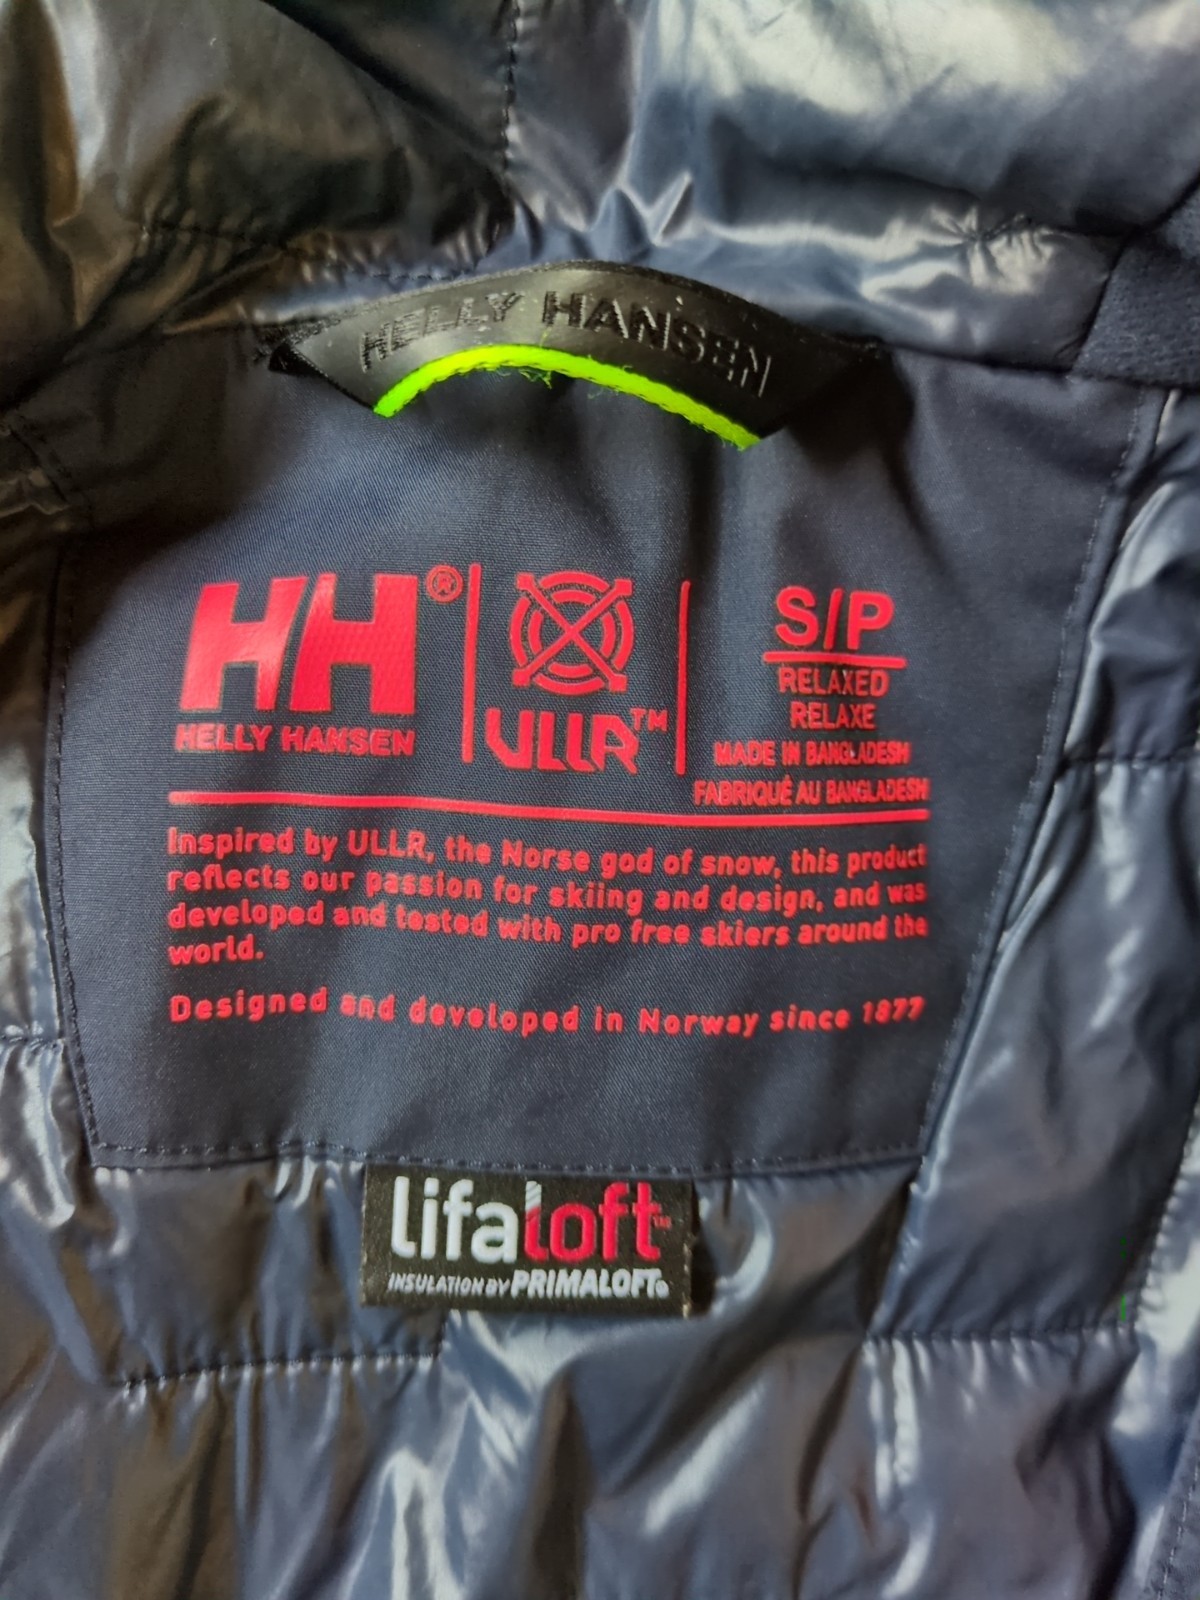 HELLY HANSEN
HH®
HELLY HANSEN
ULLR™
S/P
RELAXED
RELAXE
MADE IN BANGLADESH
FABRIQUÉ AU BANGLADESH
Inspired by ULLR, the Norse god of snow, this product
reflects our passion for skiing and design, and was
developed and tested with pro free skiers around the
world.
Designed and developed in Norway since 1877
lifaloft™
INSULATION BY PRIMALOFT®